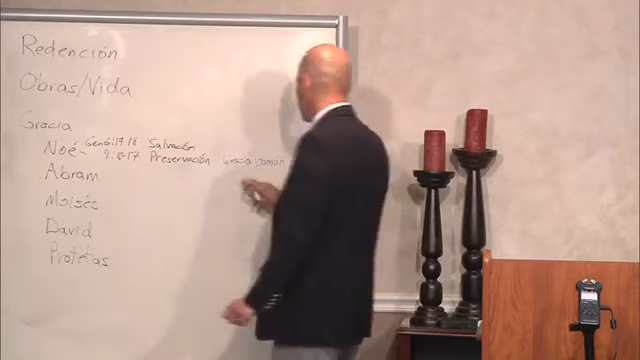 Redención
Obras/Vida
Gracia
Noé - Gen 6:17 18 Salvación
9:8-17 Preservación Gracia común
Abram
Moisés
David
Profetas